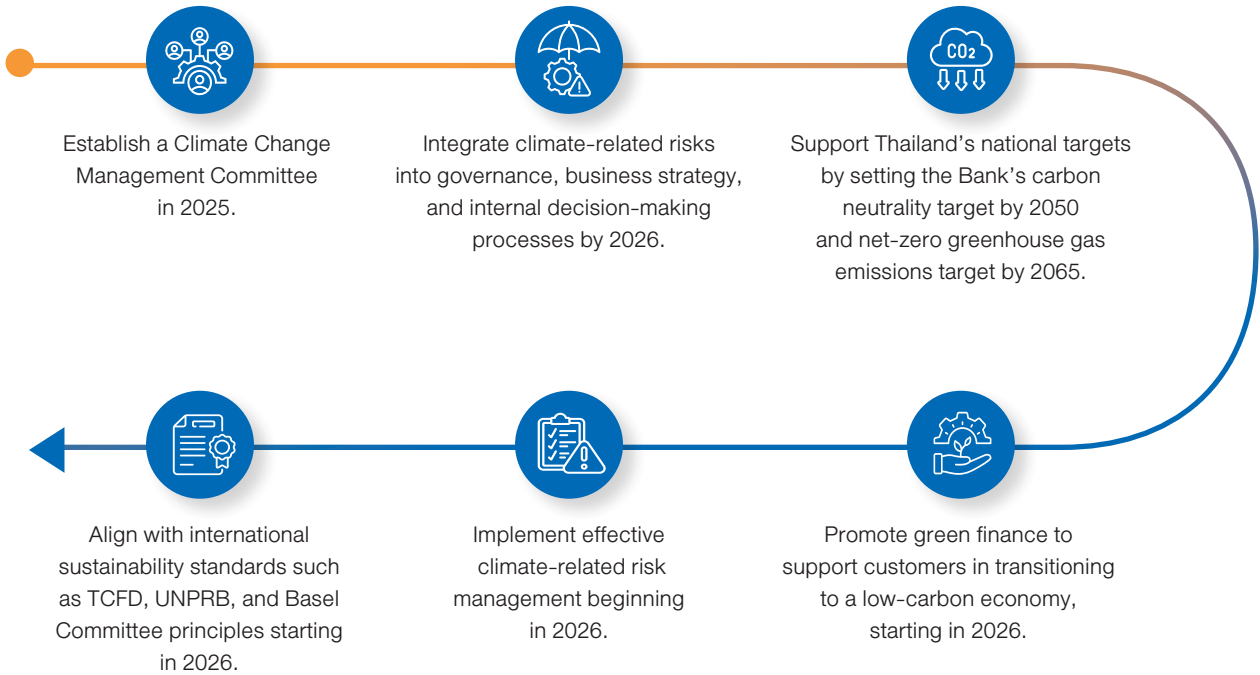 Establish a Climate Change
Management Committee
in 2025.
Integrate climate-related risks
into governance, business strategy,
and internal decision-making
processes by 2026.
CO₂
Support Thailand’s national targets
by setting the Bank’s carbon
neutrality target by 2050
and net-zero greenhouse gas
emissions target by 2065.
Promote green finance to
support customers in transitioning
to a low-carbon economy,
starting in 2026.
Implement effective
climate-related risk
management beginning
in 2026.
Align with international
sustainability standards such
as TCFD, UNPRB, and Basel
Committee principles starting
in 2026.